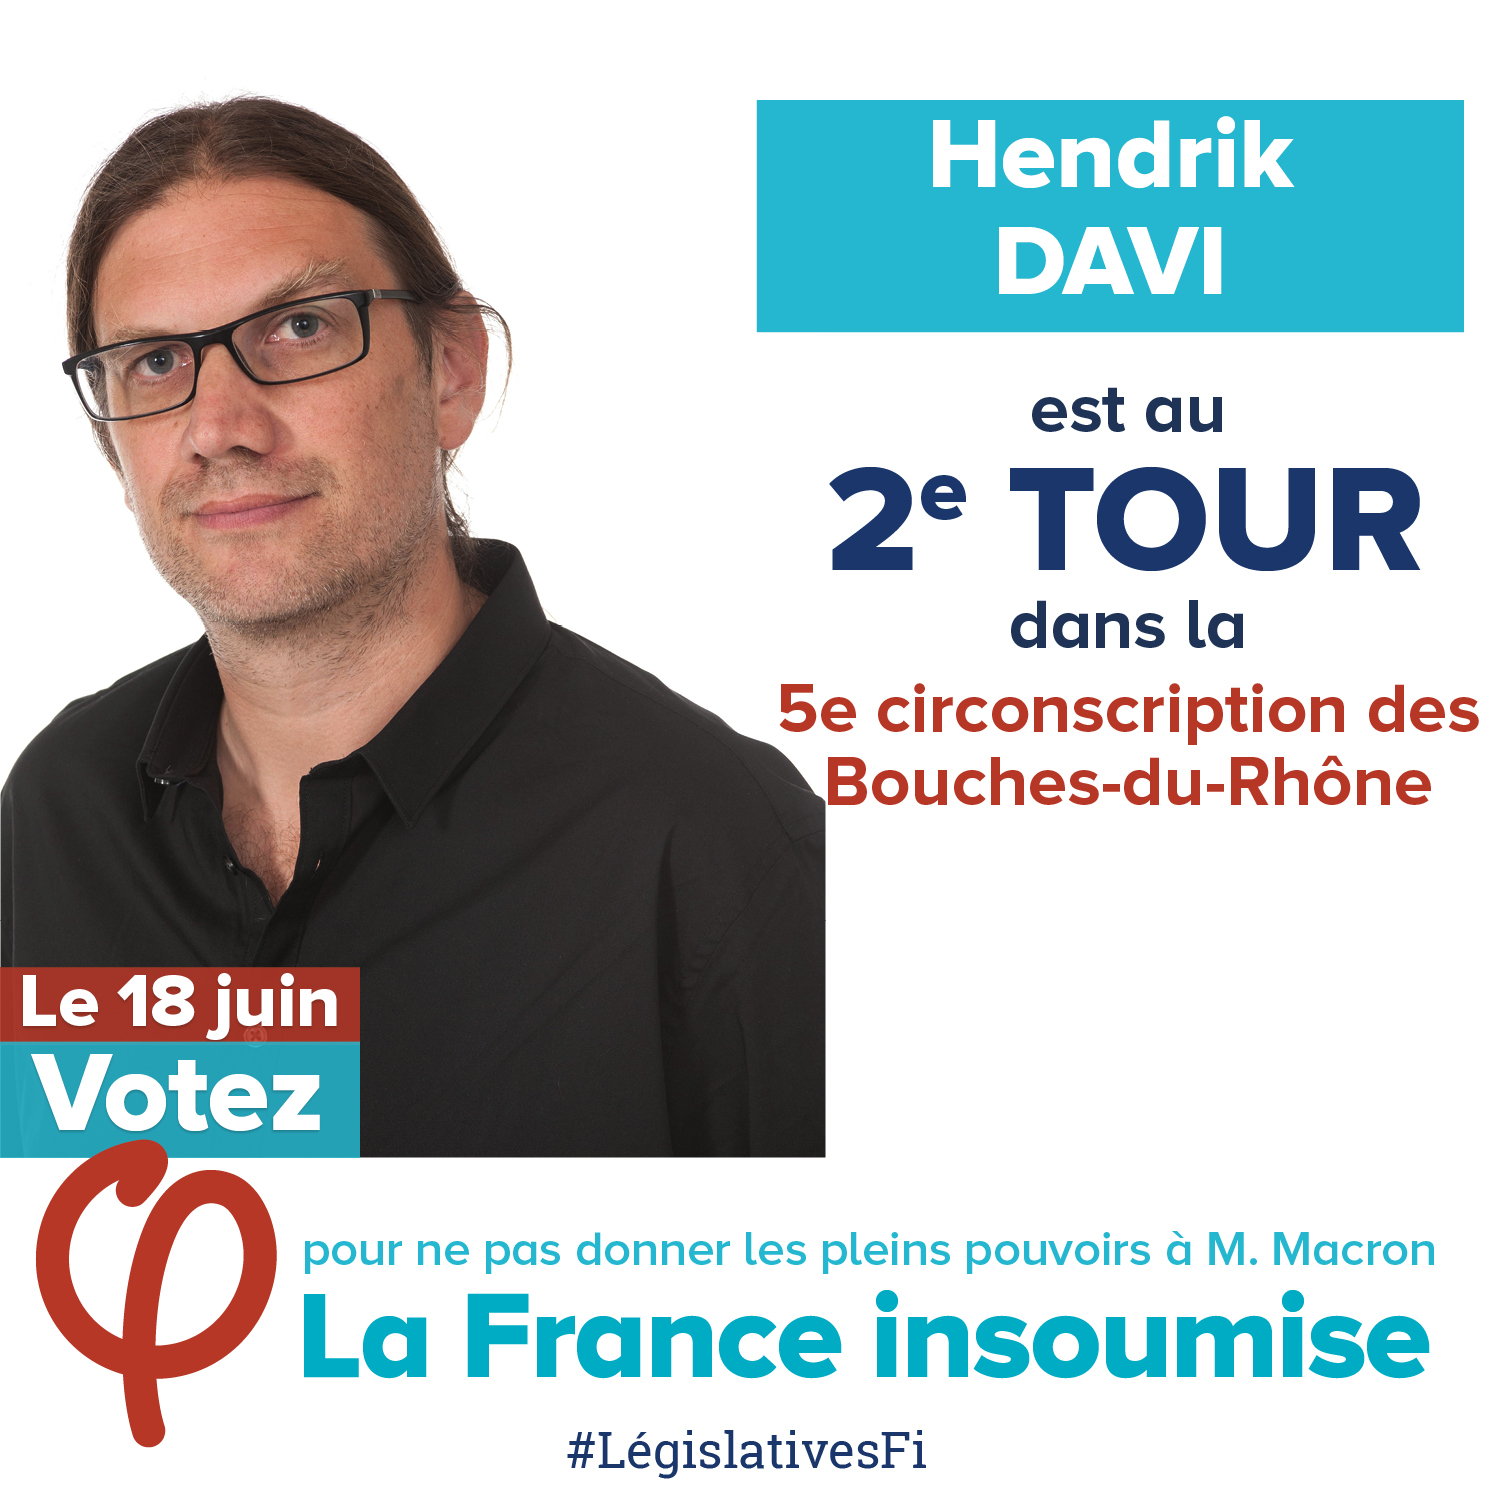 Hendrik
DAVI
est au
2e TOUR
dans la
5e circonscription des
Bouches-du-Rhône
Le 18 juin
Votez
φ
pour ne pas donner les pleins pouvoirs à M. Macron
La France insoumise
#LégislativesFi